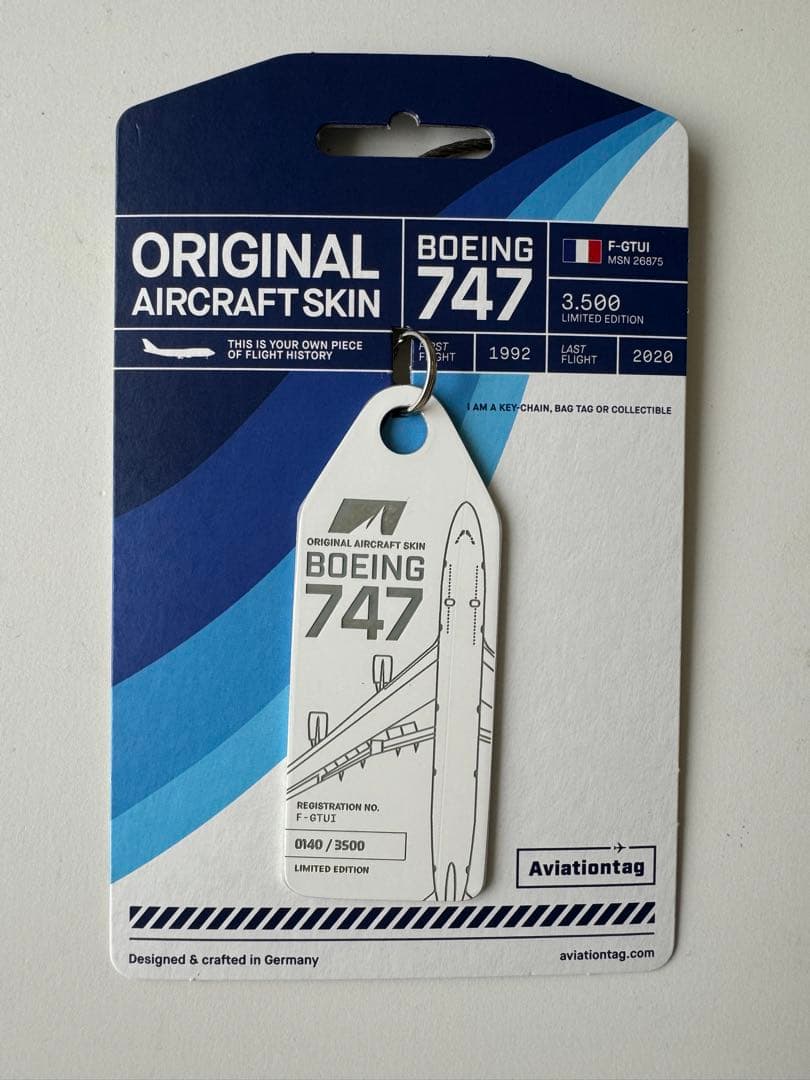 ORIGINAL
AIRCRAFT SKIN
BOEING
747
F-GTUI
MSN 26875
3.500
LIMITED EDITION
THIS IS YOUR OWN PIECE
OF FLIGHT HISTORY
FIRST
FLIGHT
1992
LAST
FLIGHT
2020
I AM A KEY-CHAIN, BAG TAG OR COLLECTIBLE
ORIGINAL AIRCRAFT SKIN
BOEING
747
REGISTRATION NO.
F-GTUI
0140 / 3500
LIMITED EDITION
Aviationtag
Designed & crafted in Germany
aviationtag.com